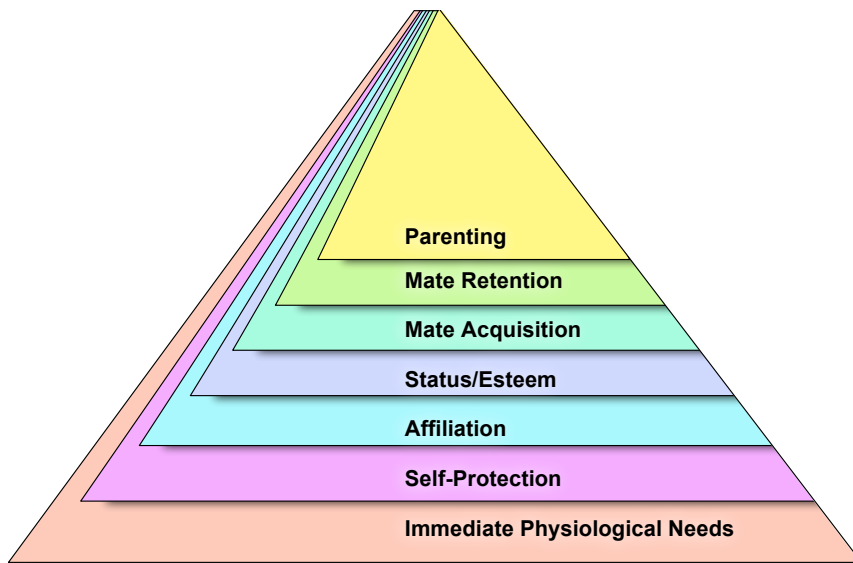 Parenting
Mate Retention
Mate Acquisition
Status/Esteem
Affiliation
Self-Protection
Immediate Physiological Needs